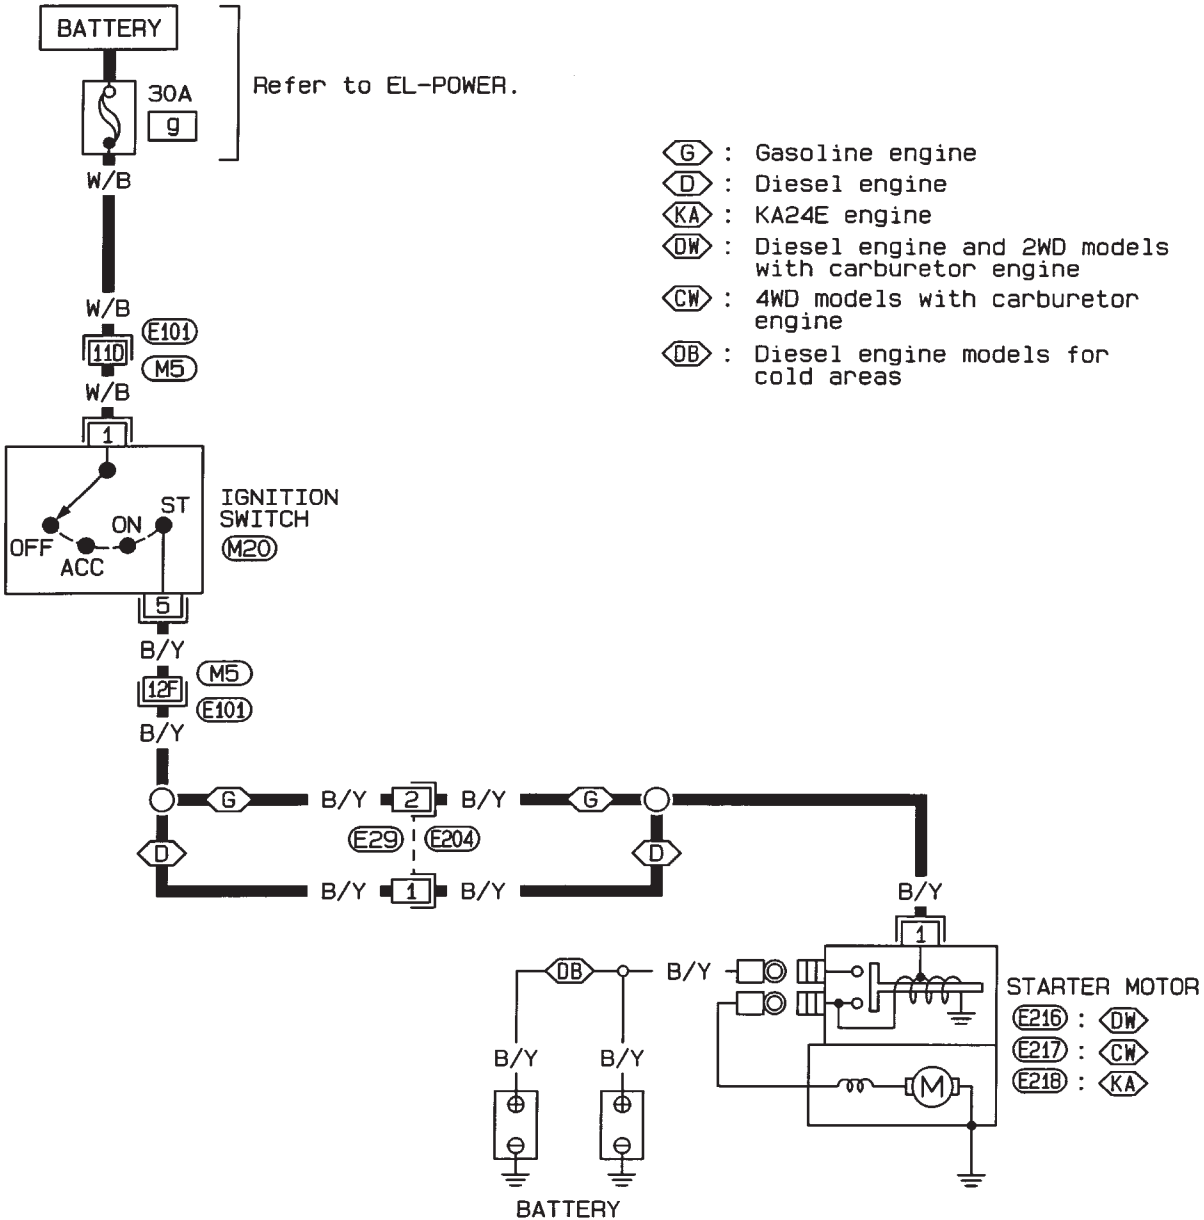 BATTERY
30A
g
Refer to EL-POWER.
W/B
W/B
E101
11D
M5
W/B
1
OFF
ACC
ON
ST
IGNITION
SWITCH
M20
5
B/Y
M5
12F
E101
B/Y
G : Gasoline engine
D : Diesel engine
KA : KA24E engine
DW : Diesel engine and 2WD models
with carburetor engine
CW : 4WD models with carburetor
engine
DB : Diesel engine models for
cold areas
G B/Y 2 B/Y G
E29 E204
D D
B/Y 1 B/Y
B/Y
1
DB B/Y
STARTER MOTOR
E216 : DW
E217 : CW
E218 : KA
B/Y B/Y
M
BATTERY